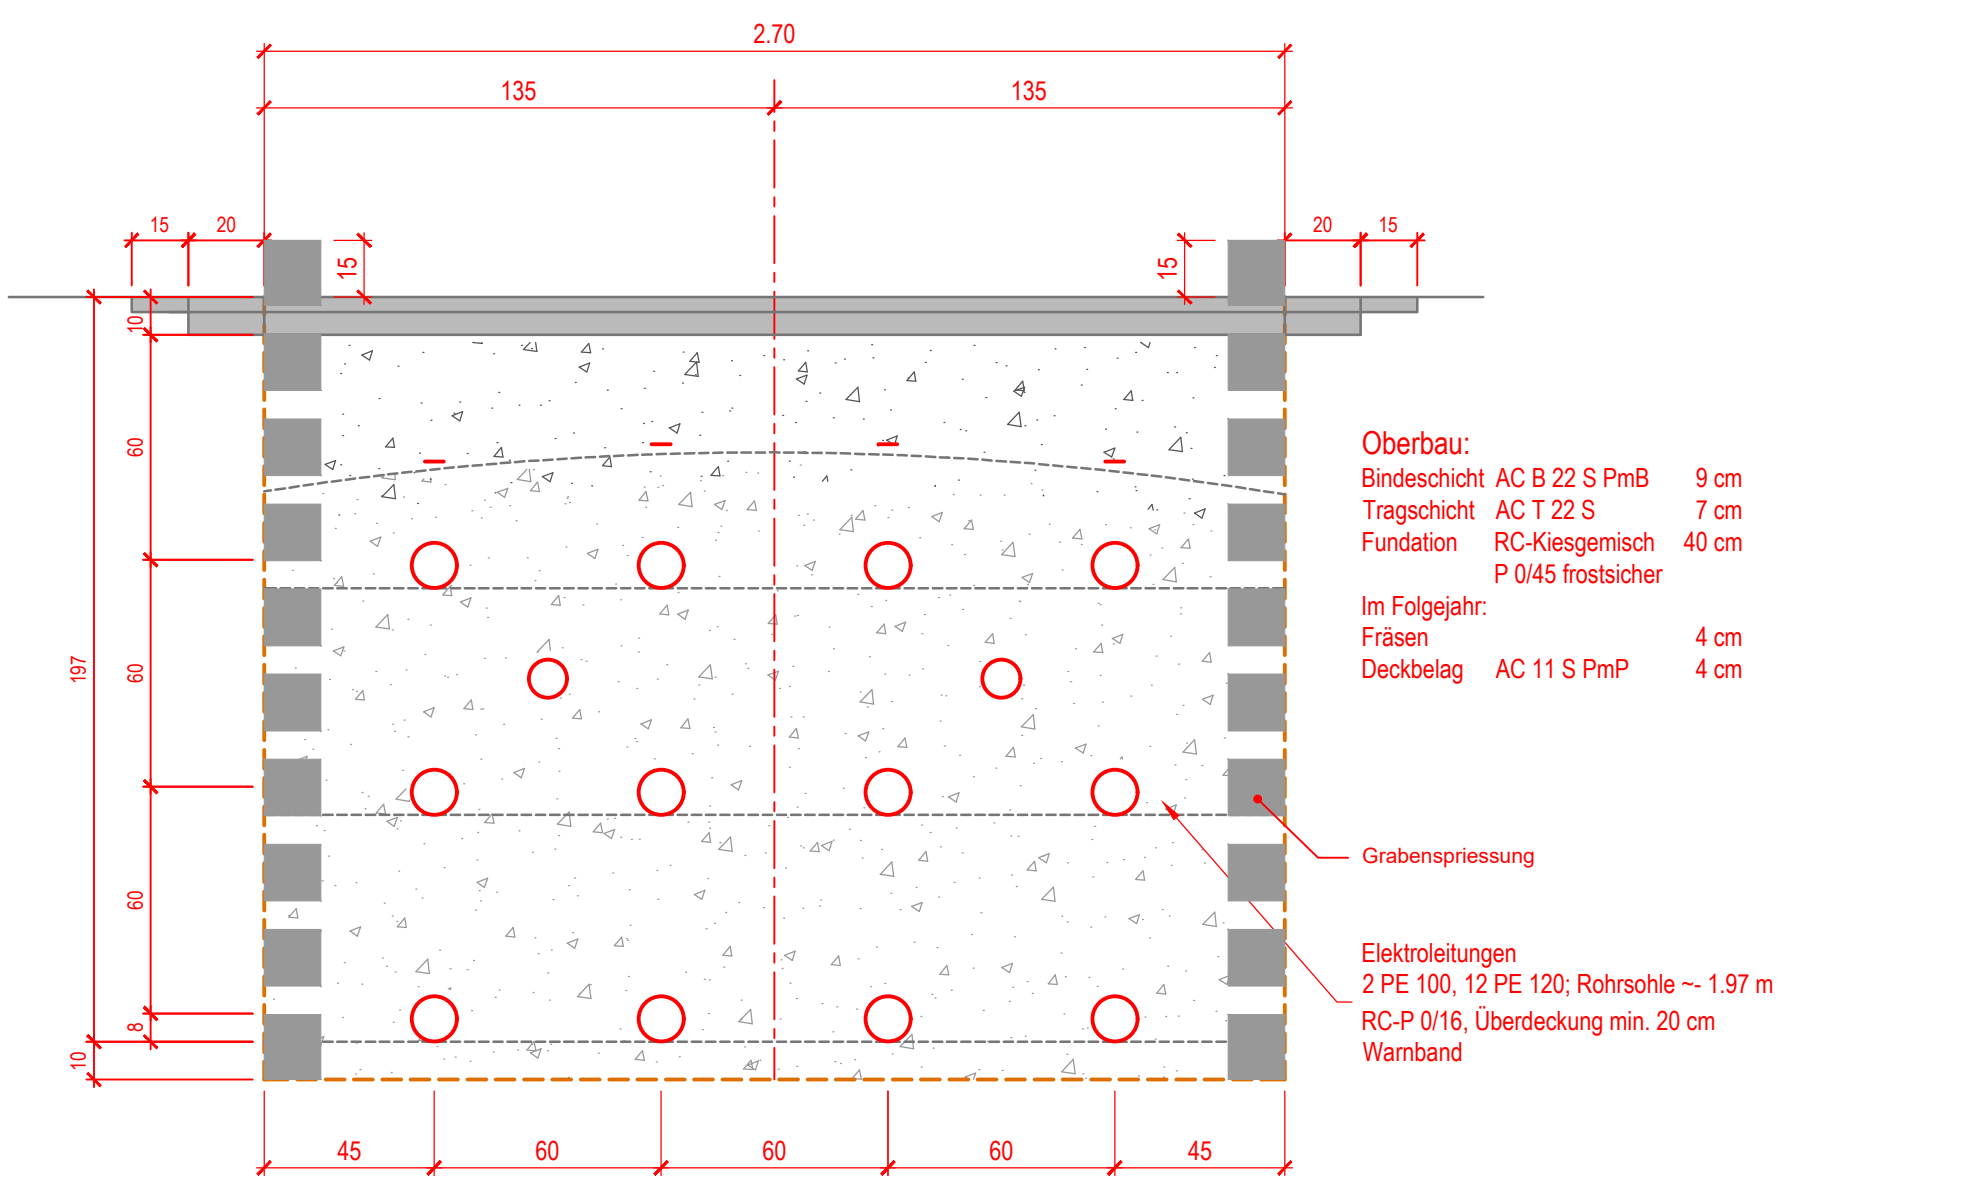 2.70
135 135
15 20 15 15 20 15
10
60
197
60
60
8
10
45 60 60 60 45
Oberbau:
Bindeschicht AC B 22 S PmB 9 cm
Tragschicht AC T 22 S 7 cm
Fundation RC-Kiesgemisch 40 cm
P 0/45 frostsicher
Im Folgejahr:
Fräsen 4 cm
Deckbelag AC 11 S PmP 4 cm
Grabenspriessung
Elektroleitungen
2 PE 100, 12 PE 120; Rohrsohle ~- 1.97 m
RC-P 0/16, Überdeckung min. 20 cm
Warnband